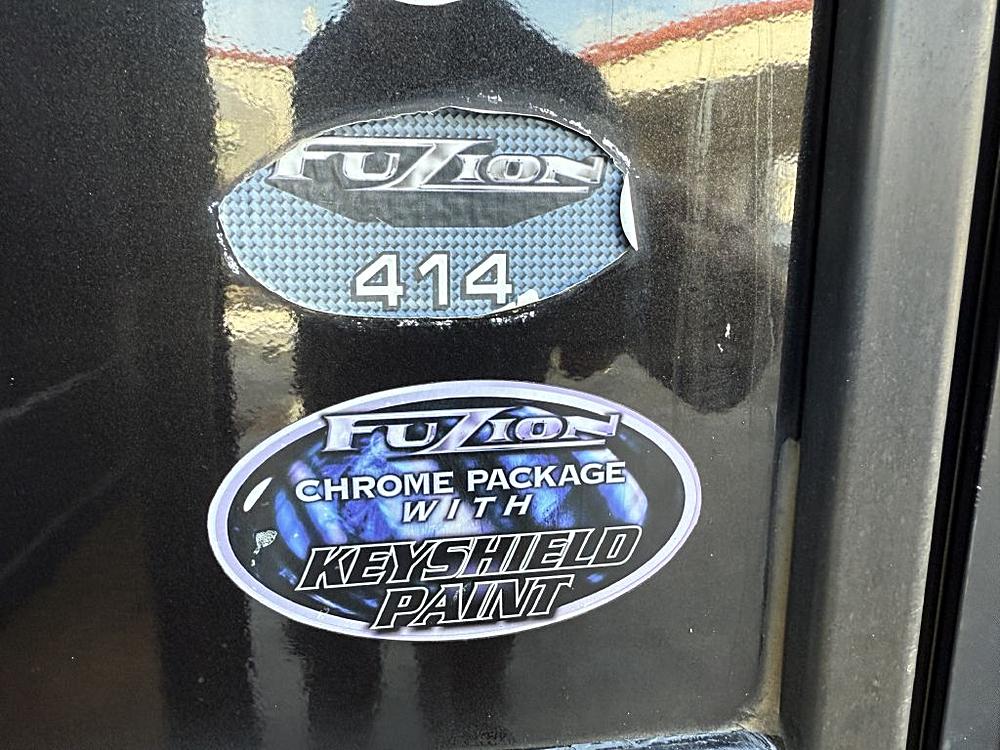 FUZION
414
FUZION
CHROME PACKAGE
WITH
KEYSHIELD
PAINT